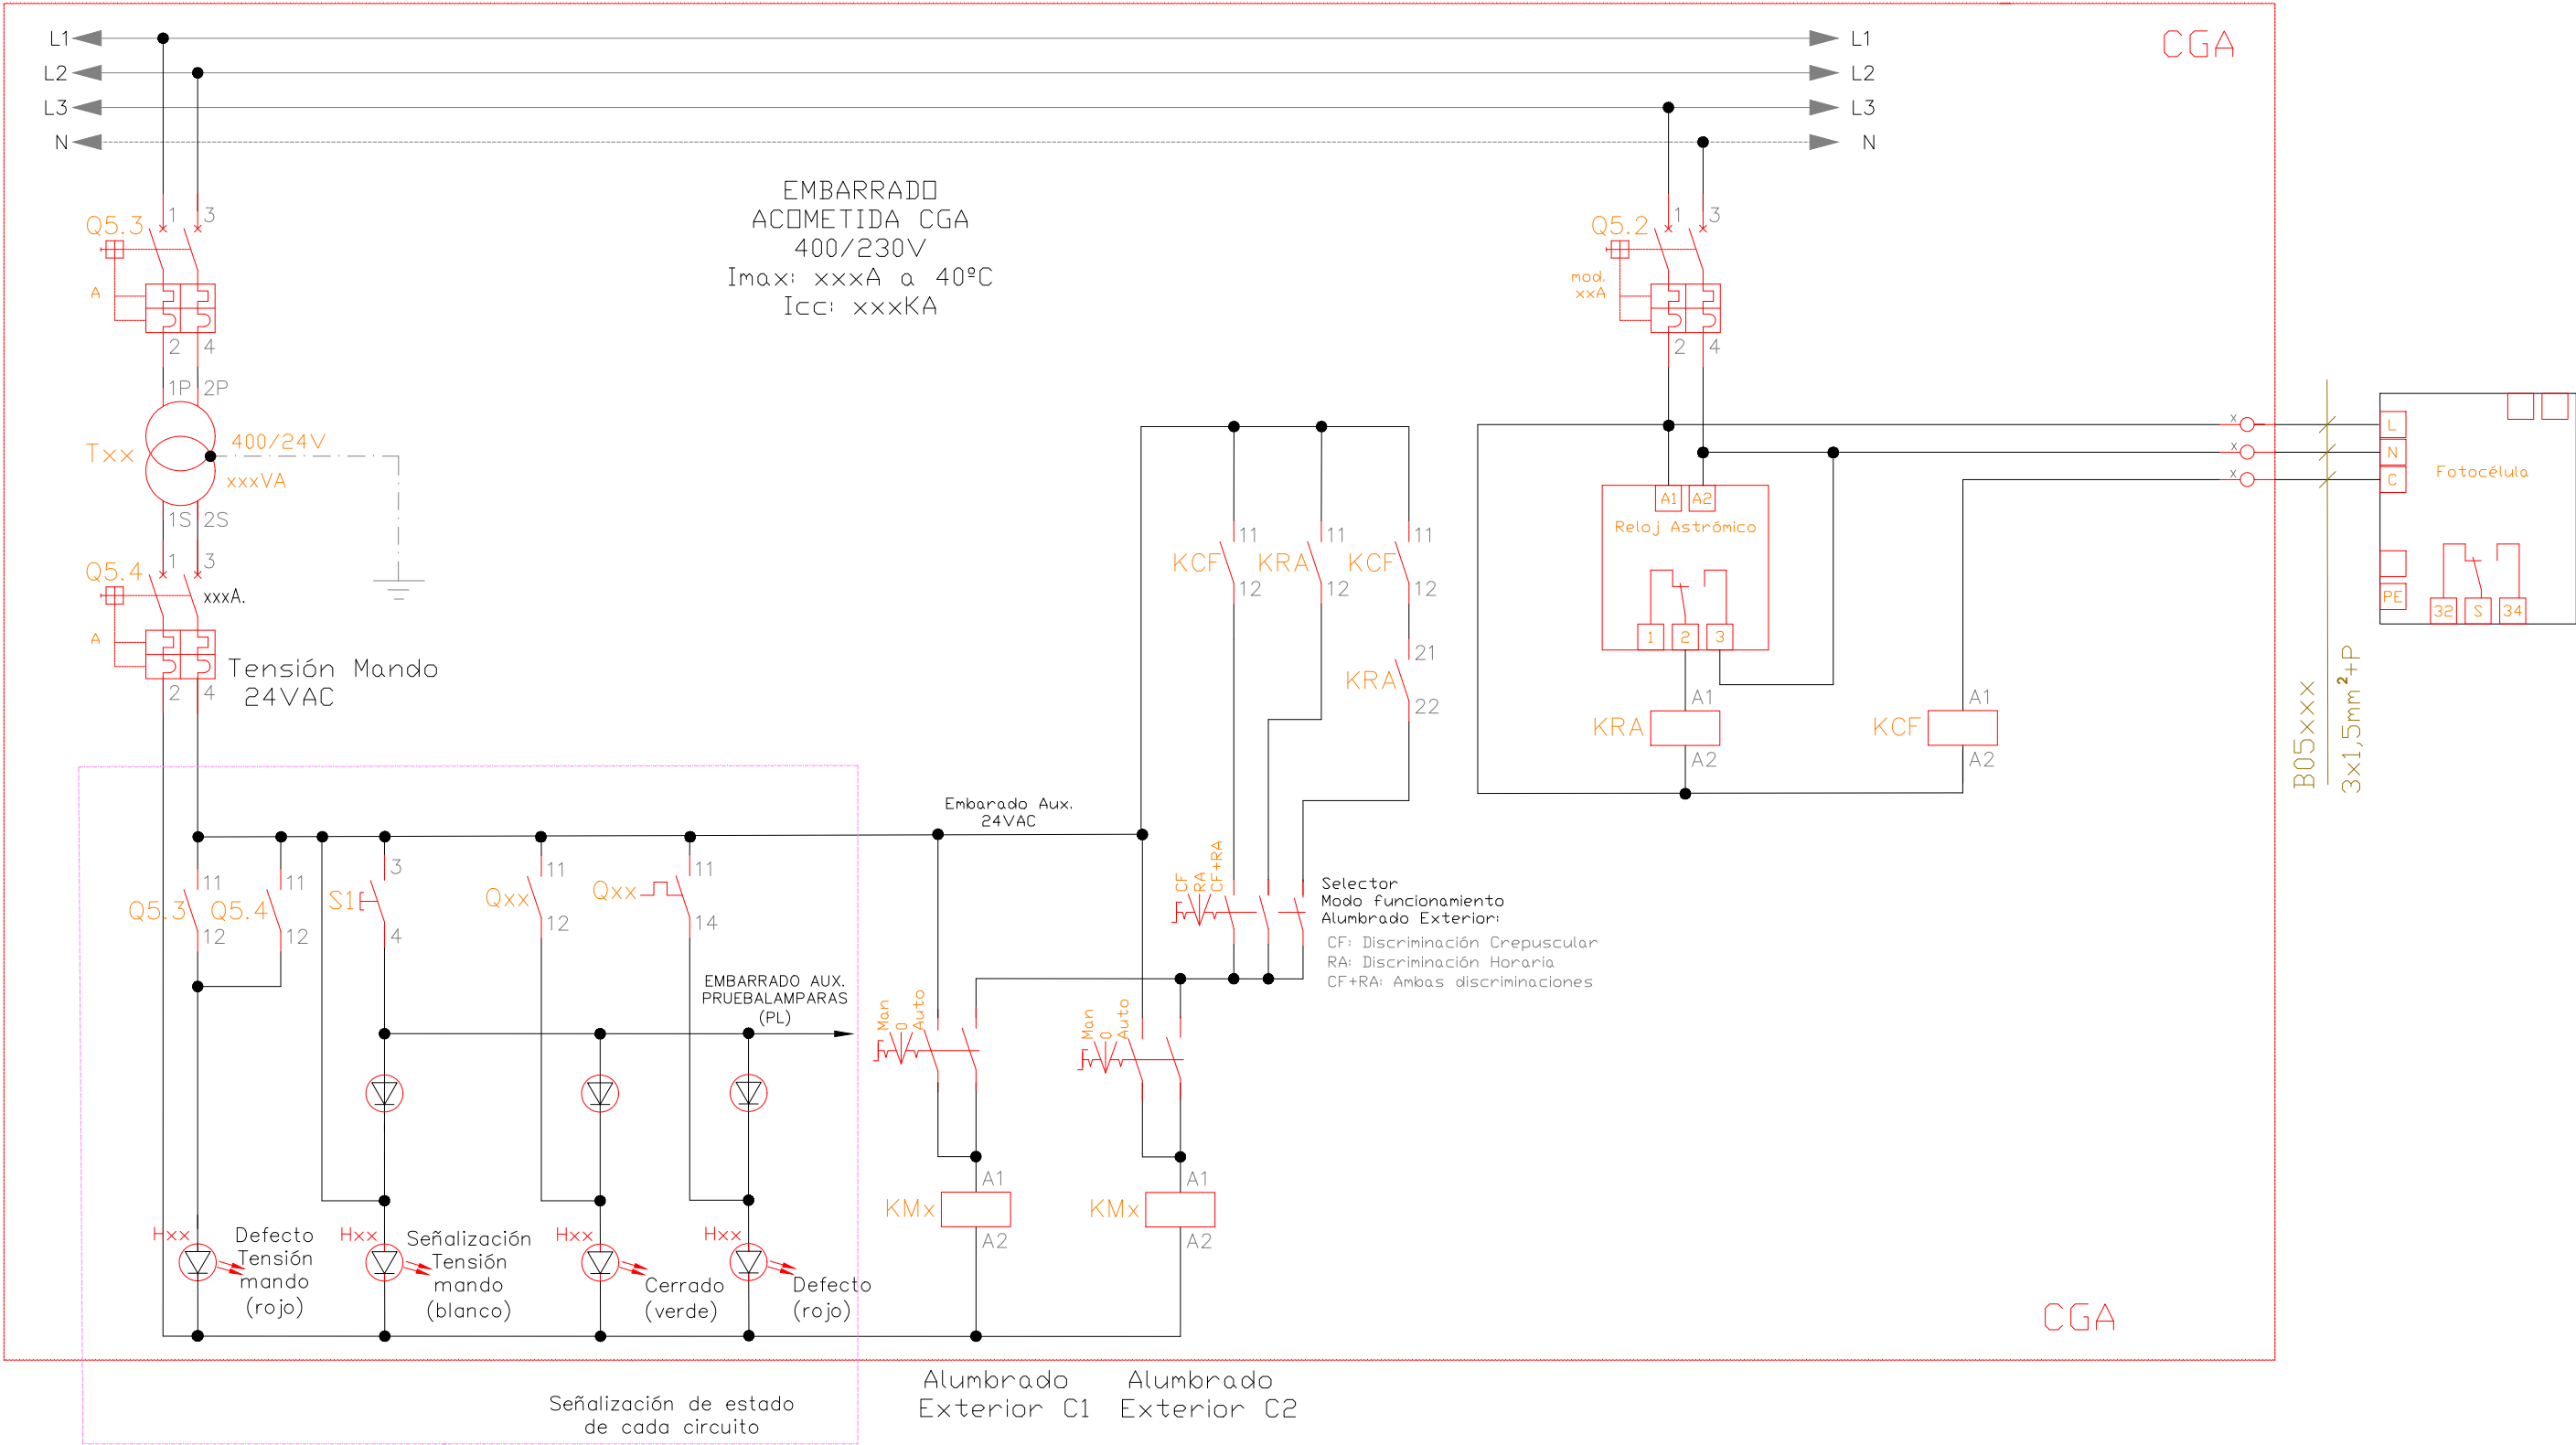 L1
L2
L3
N
L1
L2
L3
N
CGA
EMBARRADO
ACOMETIDA CGA
400/230V
Imax: xxxA a 40ºC
Icc: xxxKA
Q5.3
1
3
A
2
4
1P
2P
Txx
400/24V
xxxVA
1S
2S
Q5.4
1
3
xxxA.
A
2
4
Tensión Mando
24VAC
Q5.2
1
3
mod.
xxA
2
4
A1
A2
Reloj Astrómico
1
2
3
KRA
A1
A2
KCF
A1
A2
x
x
x
L
N
C
Fotocélula
PE
32
S
34
B05xxx
3x1,5mm²+P
KCF
11
12
KRA
11
12
KCF
11
12
KRA
21
22
Embarado Aux.
24VAC
CF
RA
CF+RA
Selector
Modo funcionamiento
Alumbrado Exterior:
CF: Discriminación Crepuscular
RA: Discriminación Horaria
CF+RA: Ambas discriminaciones
Q5.3
11
12
Q5.4
11
12
S1
3
4
Qxx
11
12
Qxx
11
14
EMBARRADO AUX.
PRUEBALAMPARAS
(PL)
Man
0
Auto
Man
0
Auto
KMx
A1
A2
KMx
A1
A2
Hxx
Defecto
Tensión
mando
(rojo)
Hxx
Señalización
Tensión
mando
(blanco)
Hxx
Cerrado
(verde)
Hxx
Defecto
(rojo)
CGA
Alumbrado
Exterior C1
Alumbrado
Exterior C2
Señalización de estado
de cada circuito